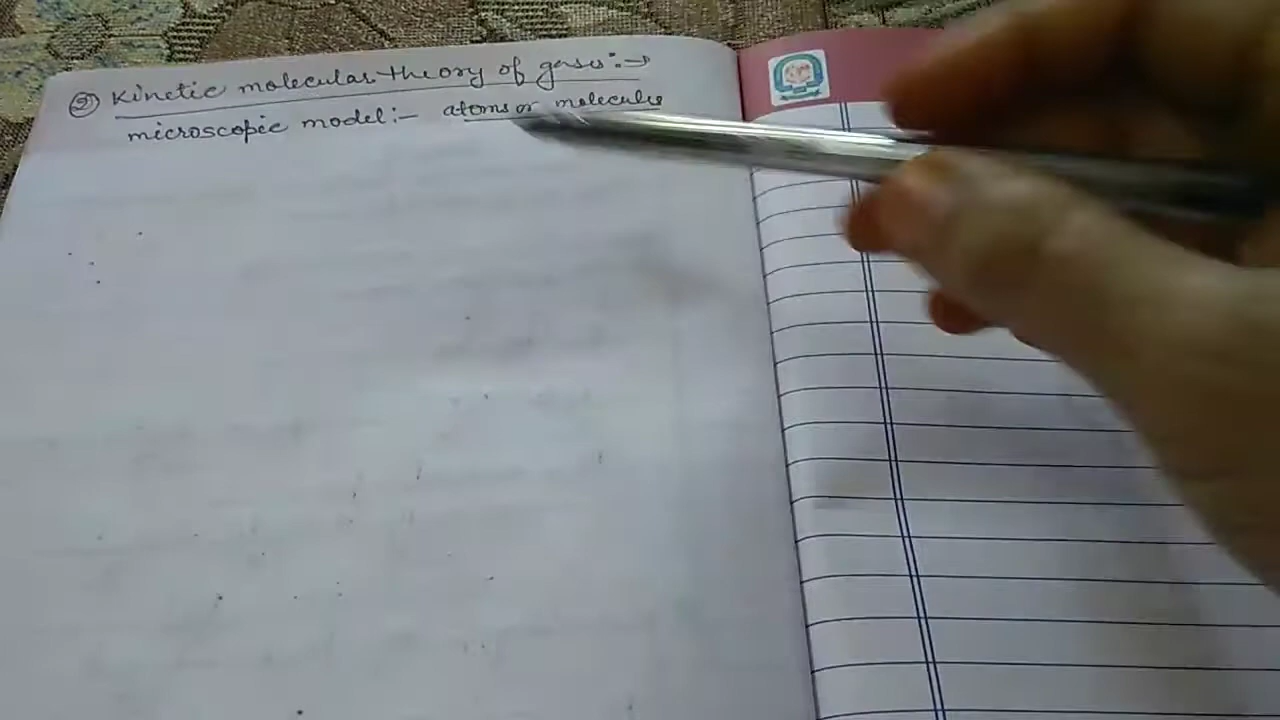 ② Kinetic molecular theory of gases:→
microscopic model:- atoms or molecules